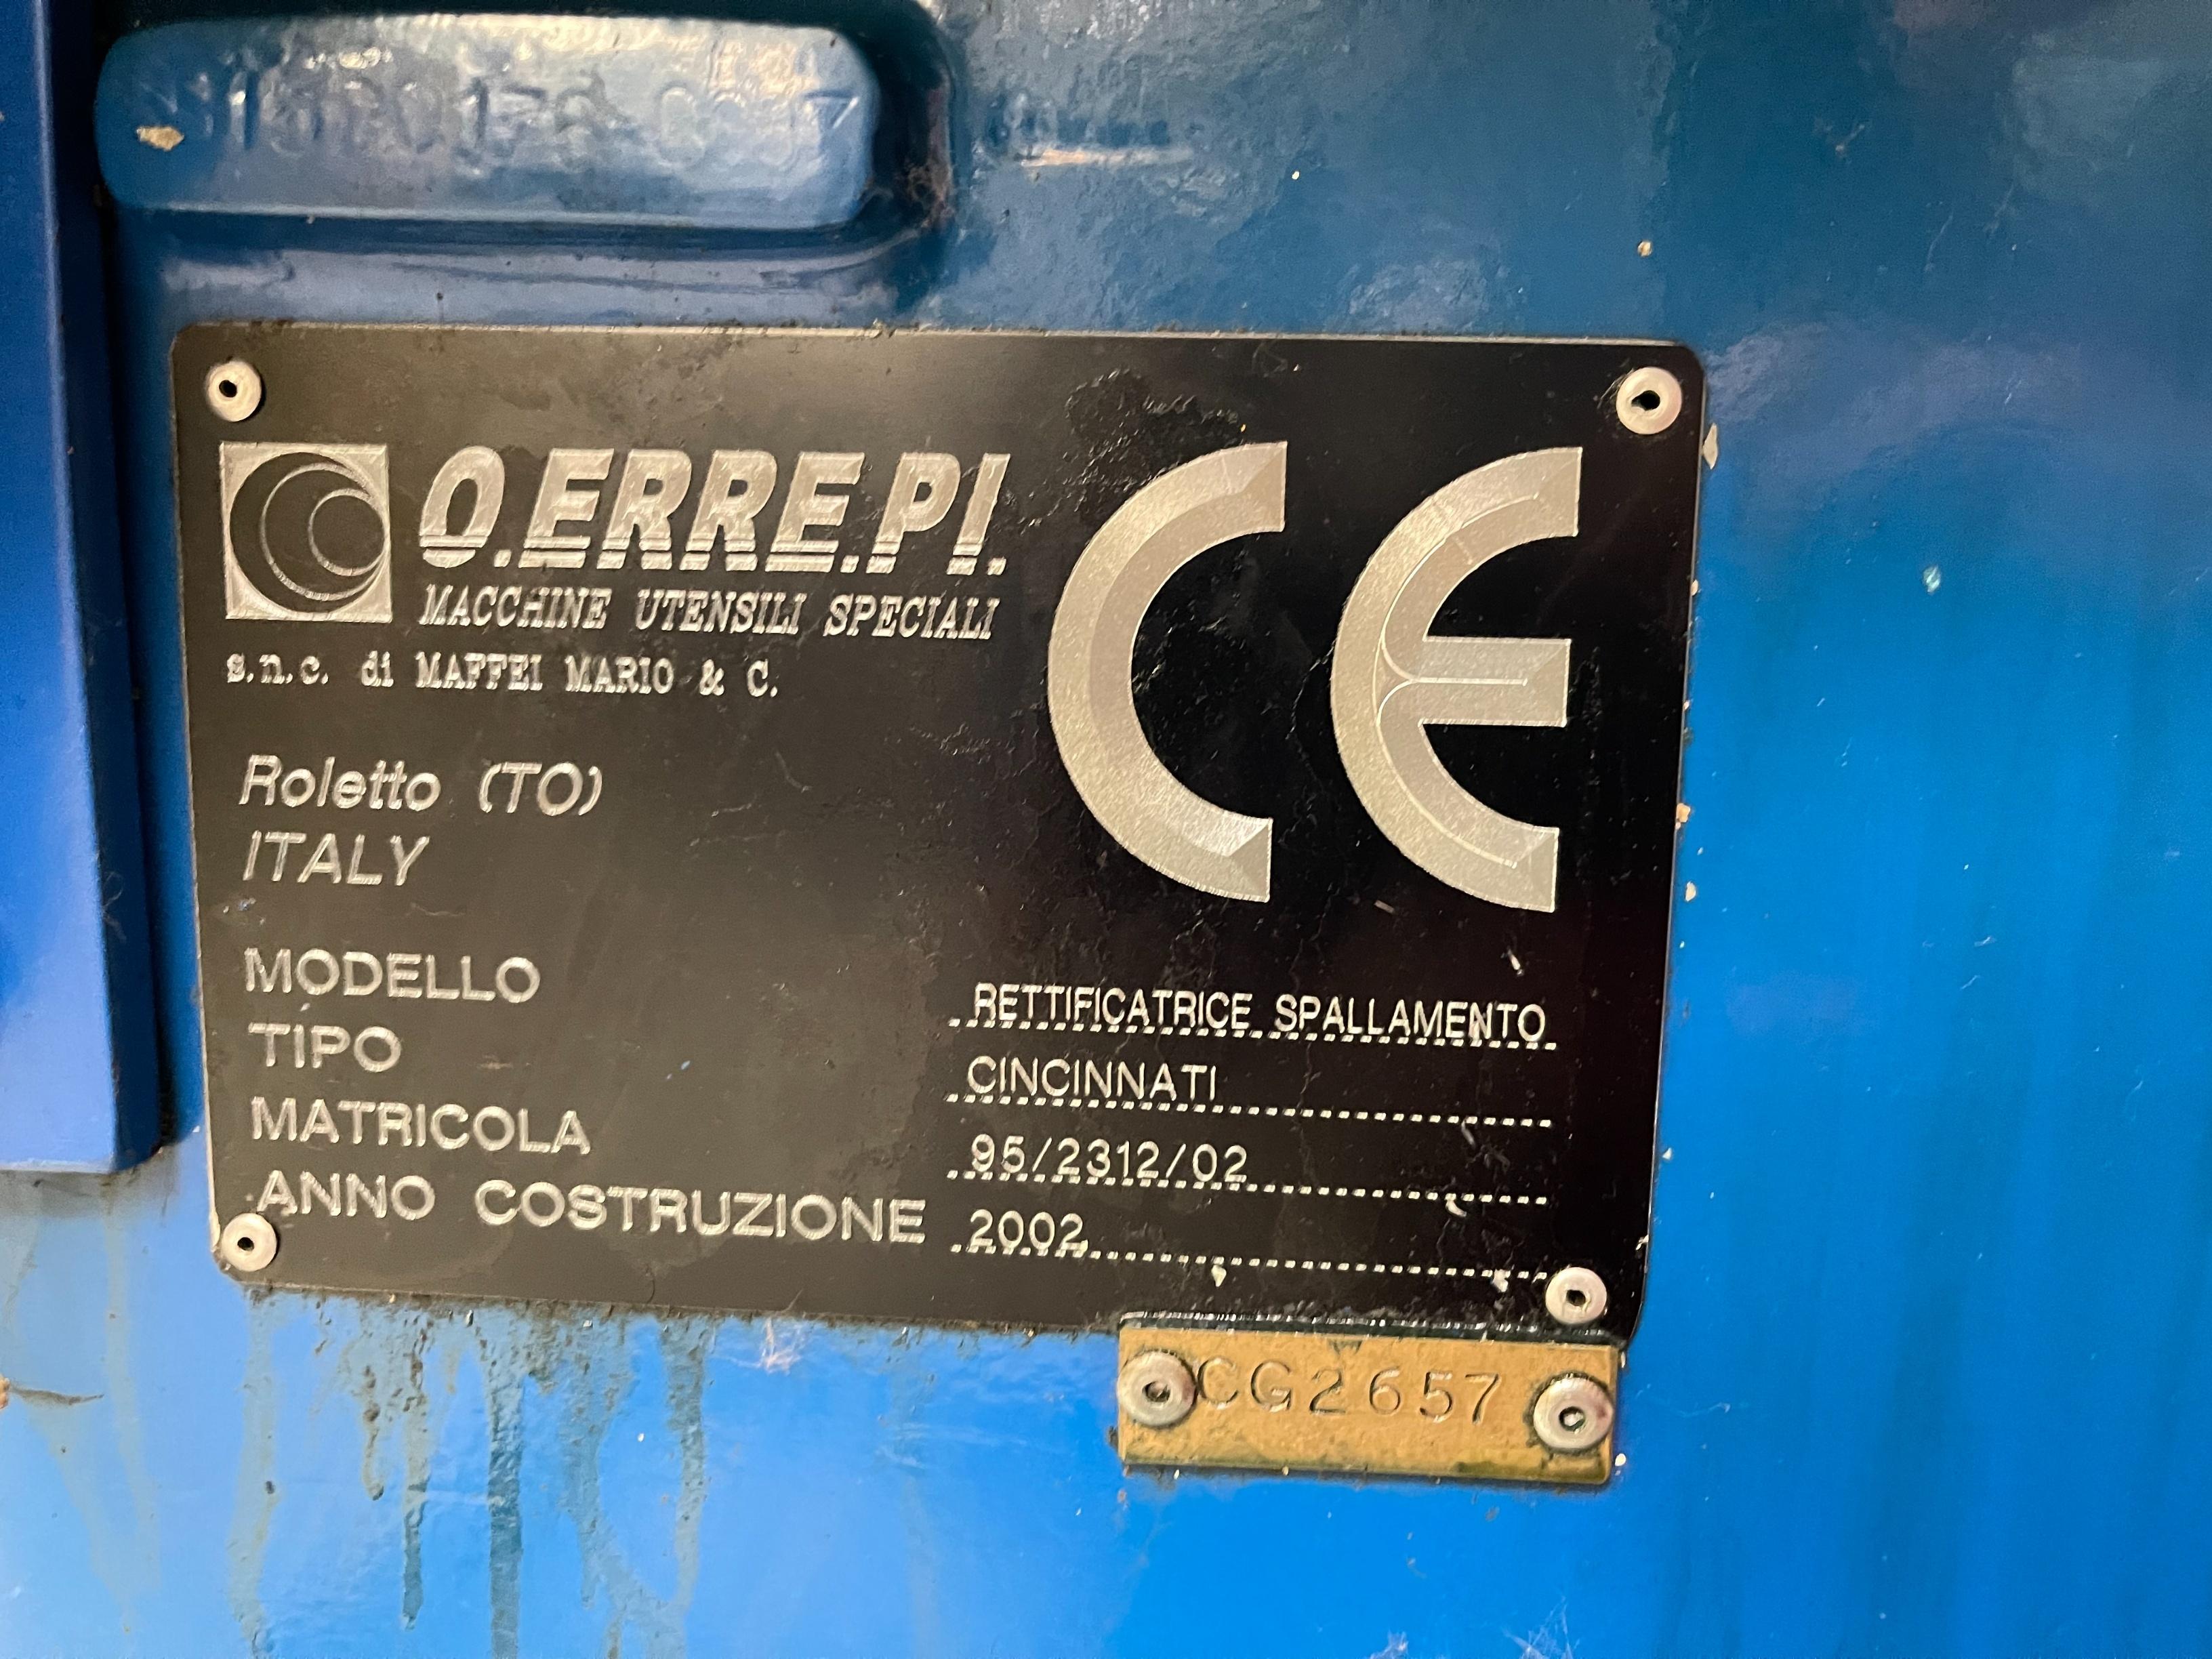 O.ERRE.PI.
MACCHINE UTENSILI SPECIALI
s.n.c. di MAFFEI MARIO & C.
CE
Roletto (TO)
ITALY
MODELLO RETTIFICATRICE SPALLAMENTO
TIPO CINCINNATI
MATRICOLA 95/2312/02
ANNO COSTRUZIONE 2002
CG2657